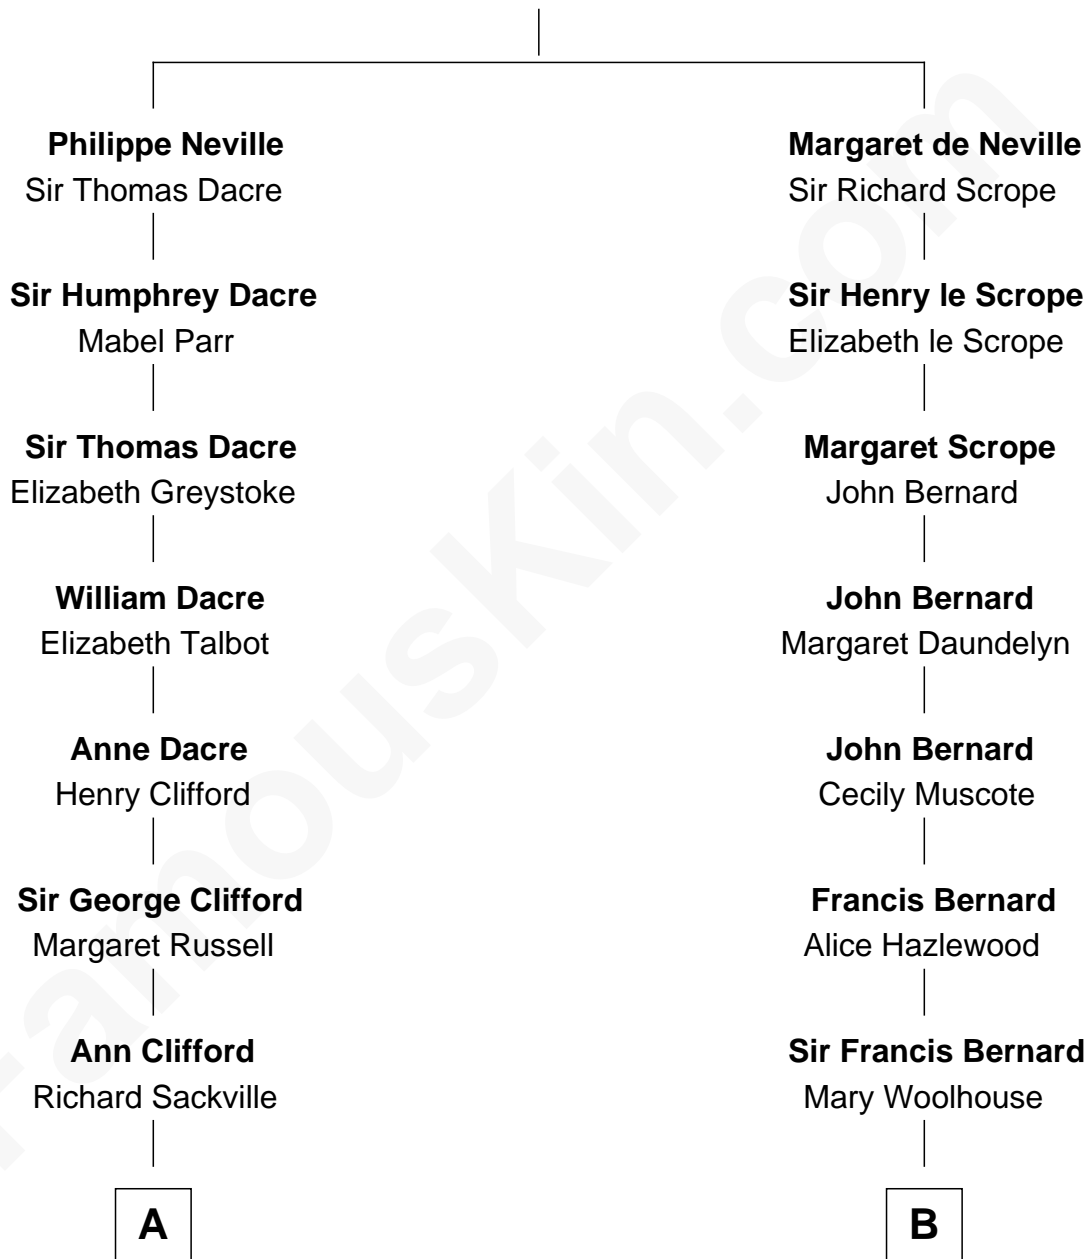 Philippe Neville
Sir Thomas Dacre
Sir Humphrey Dacre
Mabel Parr
Sir Thomas Dacre
Elizabeth Greystoke
William Dacre
Elizabeth Talbot
Anne Dacre
Henry Clifford
Sir George Clifford
Margaret Russell
Ann Clifford
Richard Sackville
A
Margaret de Neville
Sir Richard Scrope
Sir Henry le Scrope
Elizabeth le Scrope
Margaret Scrope
John Bernard
John Bernard
Margaret Daundelyn
John Bernard
Cecily Muscote
Francis Bernard
Alice Hazlewood
Sir Francis Bernard
Mary Woolhouse
B
FamousKin.com